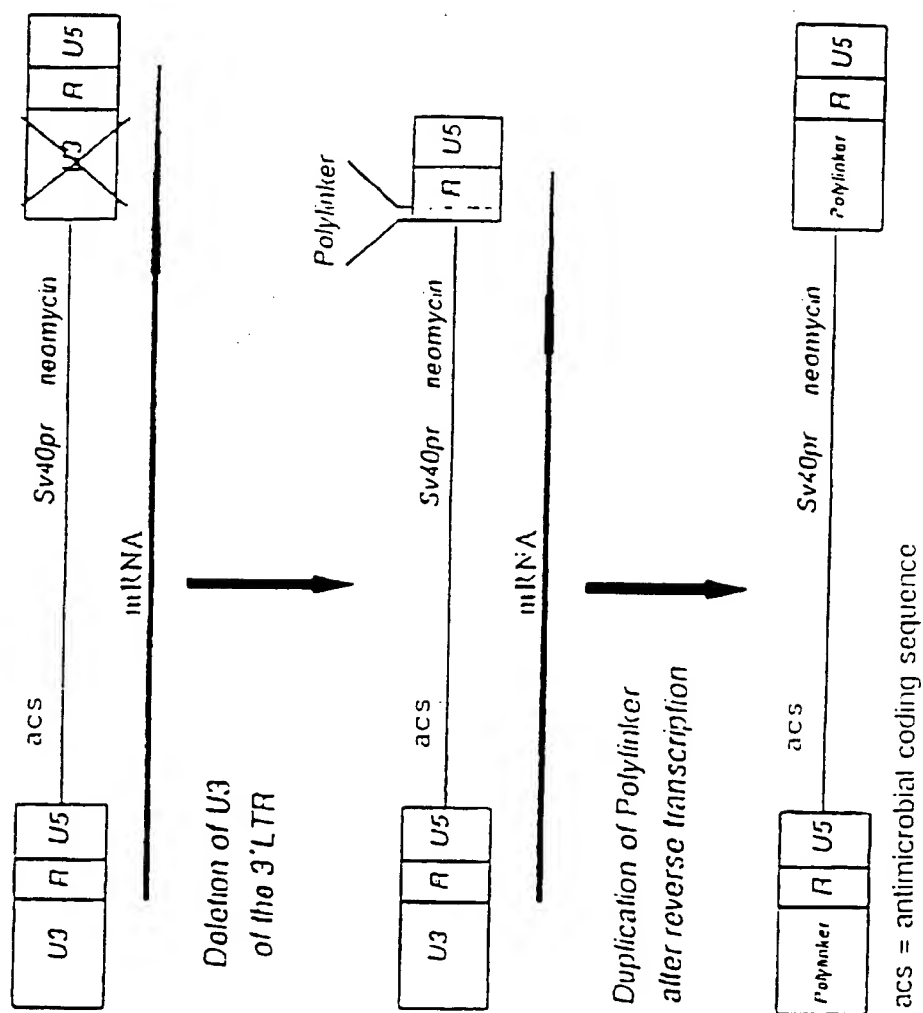 U3 R U5 acs Sv40pr neomycin U3 R U5
mRNA
Deletion of U3
of the 3'LTR
Polylinker
U3 R U5 acs Sv40pr neomycin R U5
mRNA
Duplication of Polylinker
after reverse transcription
Polylinker R U5 acs Sv40pr neomycin Polylinker R U5
acs = antimicrobial coding sequence